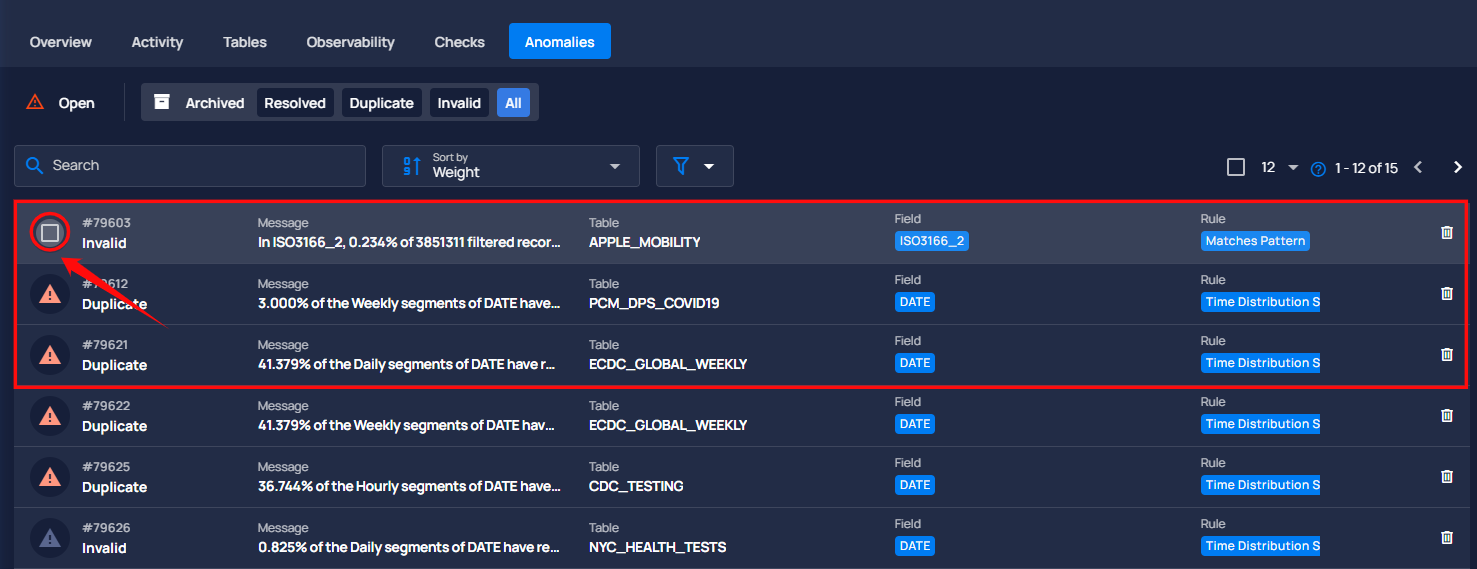 Overview Activity Tables Observability Checks Anomalies
Open Archived Resolved Duplicate Invalid All
Search
Sort by
Weight
12 1 - 12 of 15
#79603 Message Table Field Rule
Invalid In ISO3166_2, 0.234% of 3851311 filtered recor... APPLE_MOBILITY ISO3166_2 Matches Pattern
#79612 Message Table Field Rule
Duplicate 3.000% of the Weekly segments of DATE have... PCM_DPS_COVID19 DATE Time Distribution S
#79621 Message Table Field Rule
Duplicate 41.379% of the Daily segments of DATE have r... ECDC_GLOBAL_WEEKLY DATE Time Distribution S
#79622 Message Table Field Rule
Duplicate 41.379% of the Weekly segments of DATE hav... ECDC_GLOBAL_WEEKLY DATE Time Distribution S
#79625 Message Table Field Rule
Duplicate 36.744% of the Hourly segments of DATE have... CDC_TESTING DATE Time Distribution S
#79626 Message Table Field Rule
Invalid 0.825% of the Daily segments of DATE have re... NYC_HEALTH_TESTS DATE Time Distribution S